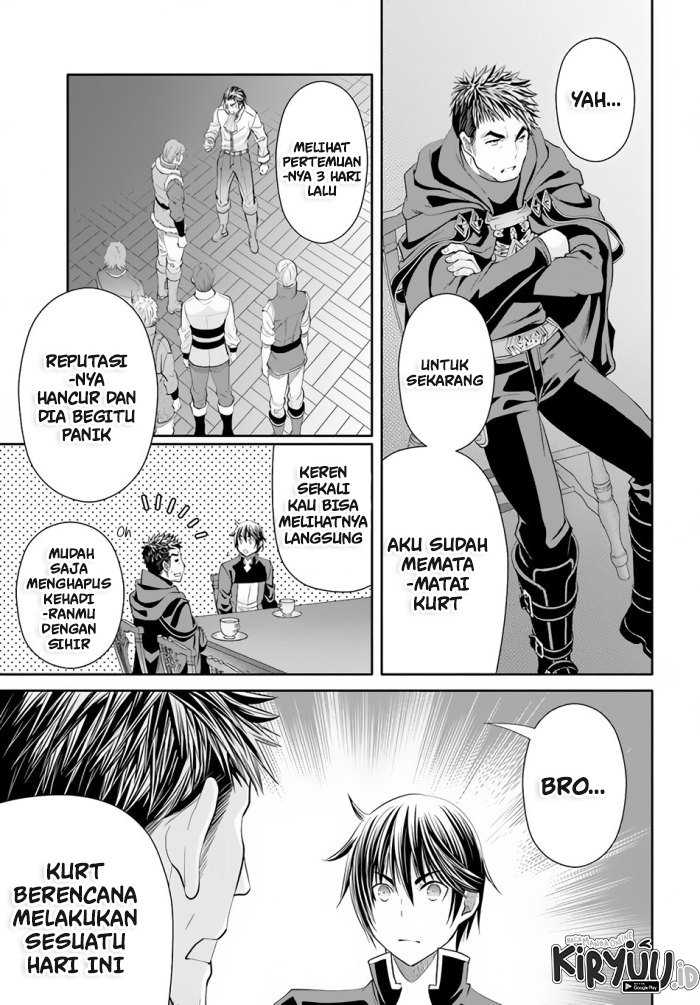 YAH...
UNTUK
SEKARANG
AKU SUDAH
MEMATA
-MATAI
KURT
MELIHAT
PERTEMUAN
-NYA 3 HARI
LALU
REPUTASI
-NYA
HANCUR DAN
DIA BEGITU
PANIK
KEREN
SEKALI
KAU BISA
MELIHATNYA
LANGSUNG
Oh
MUDAH
SAJA
MENGHAPUS
KEHADI
-RANMU
DENGAN
SIHIR
BRO...
KURT
BERENCANA
MELAKUKAN
SESUATU
HARI INI
KIRYUU.ID
Google Play